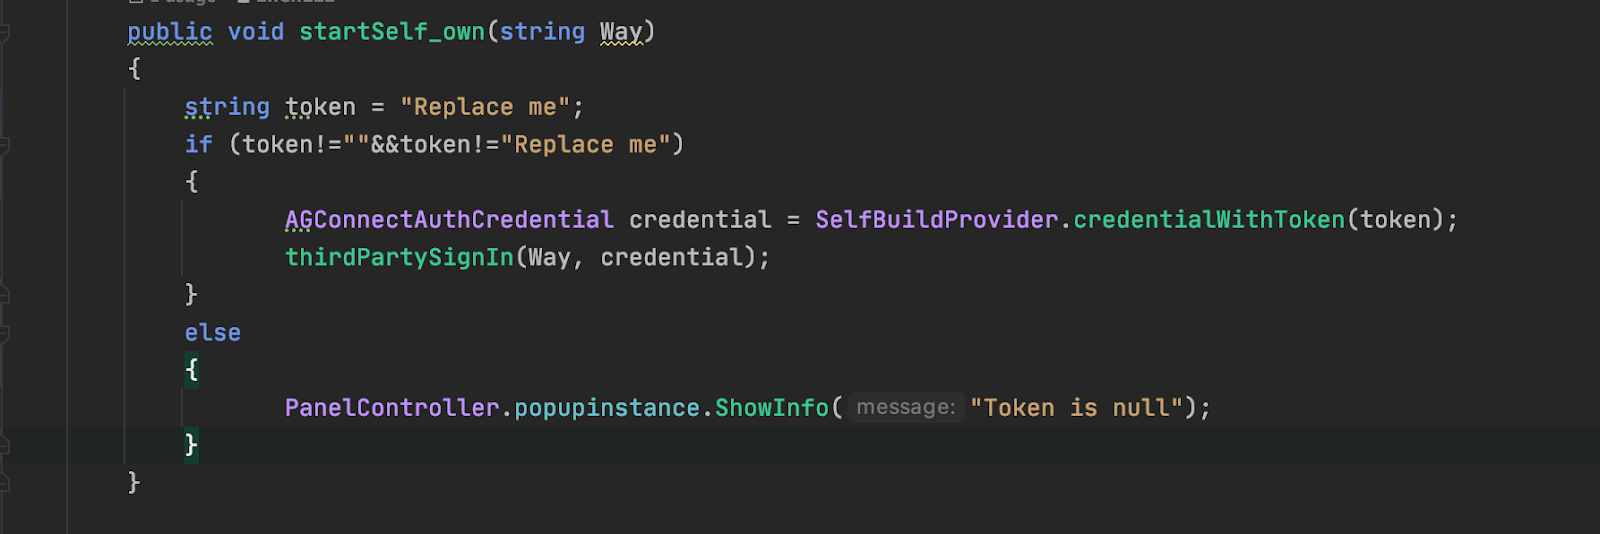 public void startSelf_own(string Way)
{
string token = "Replace me";
if (token!=""&&token!="Replace me")
{
AGConnectAuthCredential credential = SelfBuildProvider.credentialWithToken(token);
thirdPartySignIn(Way, credential);
}
else
{
PanelController.popupinstance.ShowInfo( message: "Token is null");
}
}